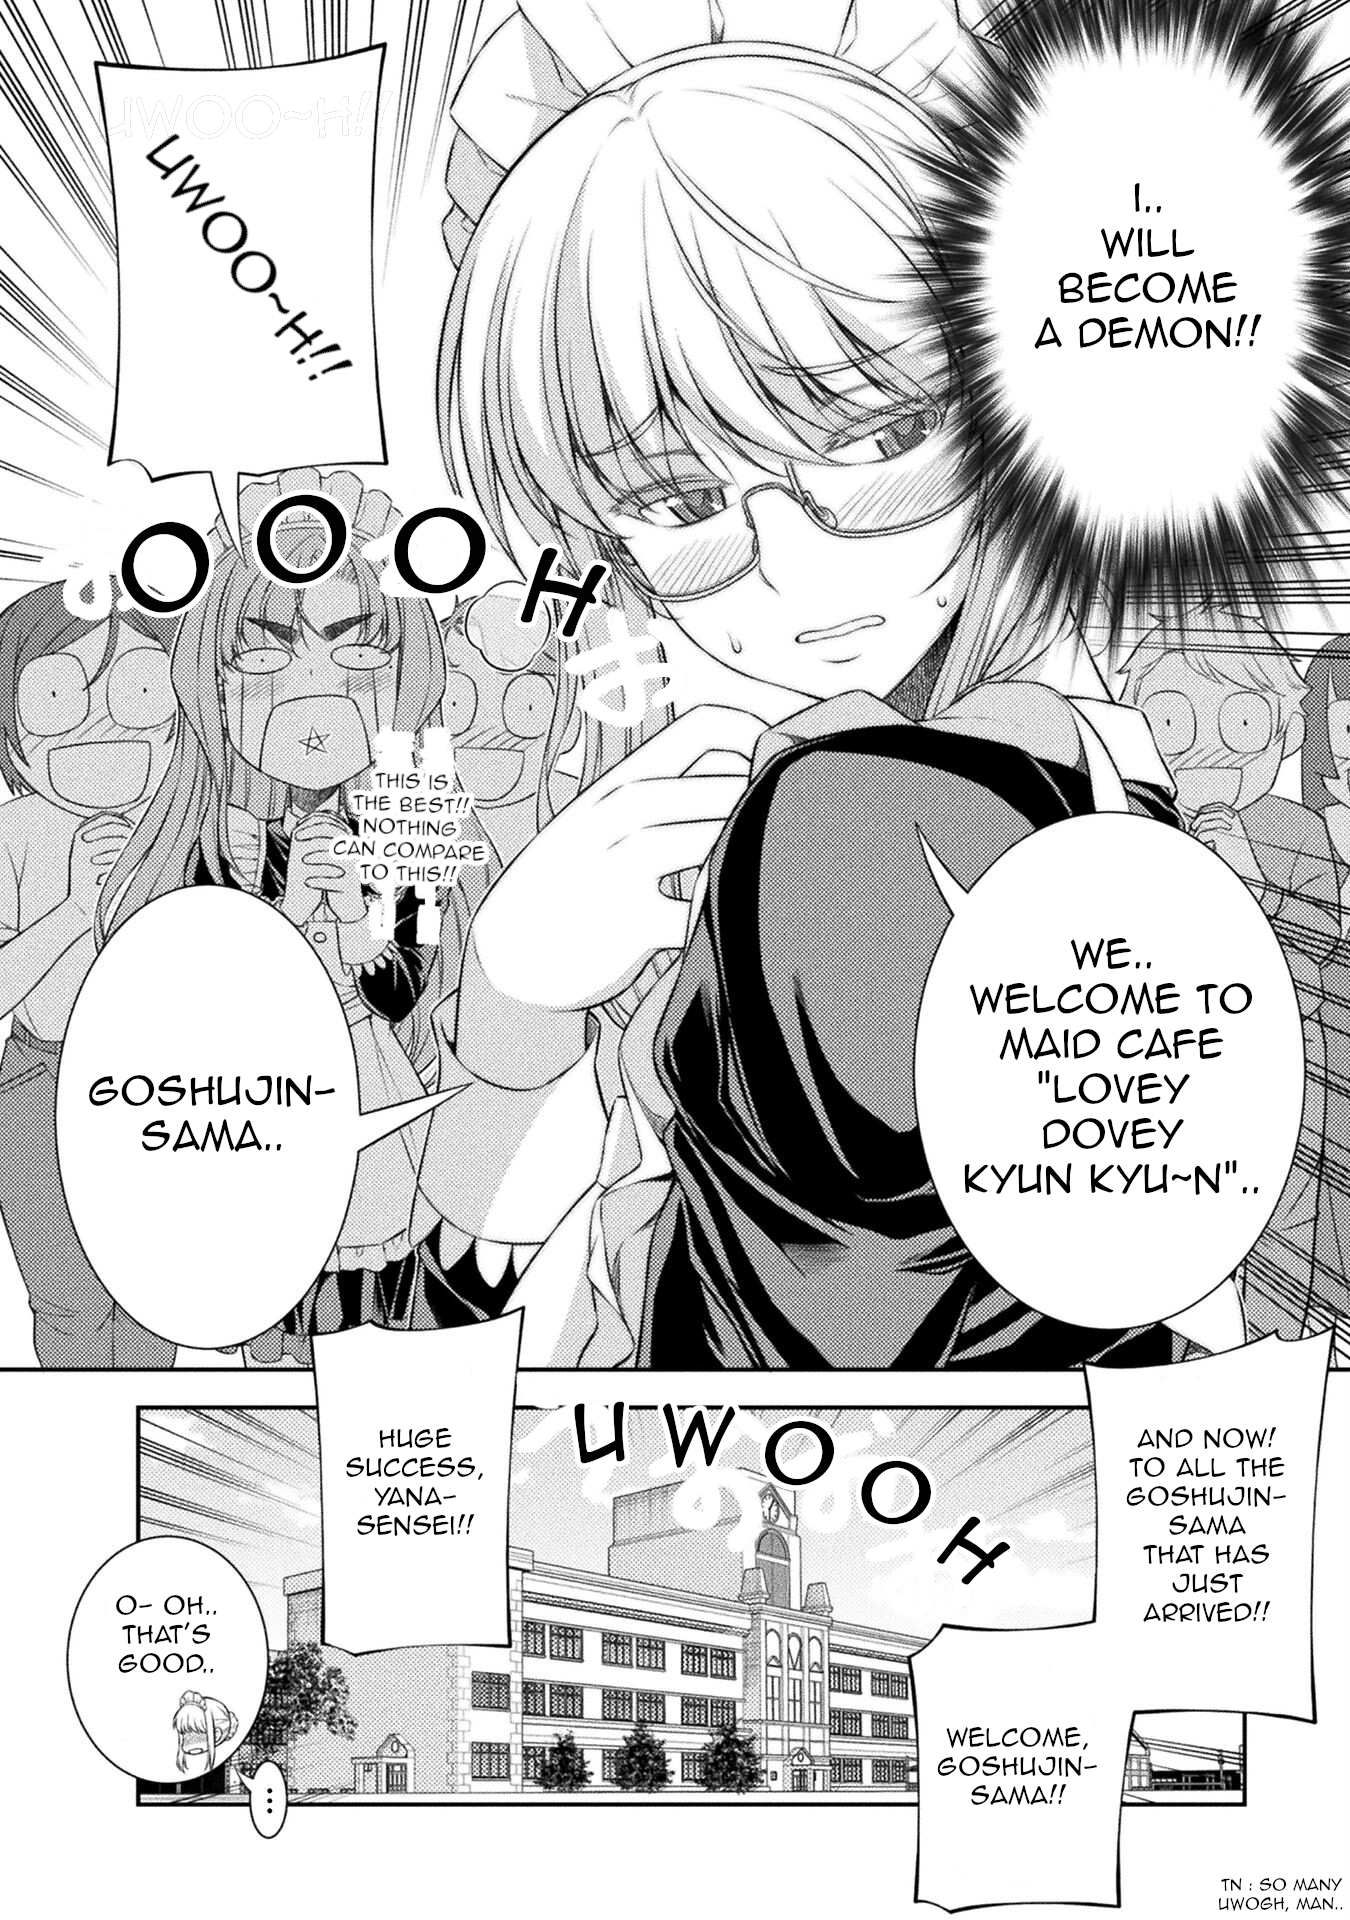 I..
WILL
BECOME
A DEMON!!
UWOO~H!!
UWOO~H!!
OOOH
THIS IS
THE BEST!!
NOTHING
CAN COMPARE
TO THIS!!
WE..
WELCOME TO
MAID CAFE
"LOVEY
DOVEY
KYUN KYU~N"..
GOSHUJIN-
SAMA..
AND NOW!
TO ALL THE
GOSHUJIN-
SAMA
THAT HAS
JUST
ARRIVED!!
WELCOME,
GOSHUJIN-
SAMA!!
UWOOH
HUGE
SUCCESS,
YANA-
SENSEI!!
O- OH..
THAT'S
GOOD..
...
TN : SO MANY
UWOGH, MAN..